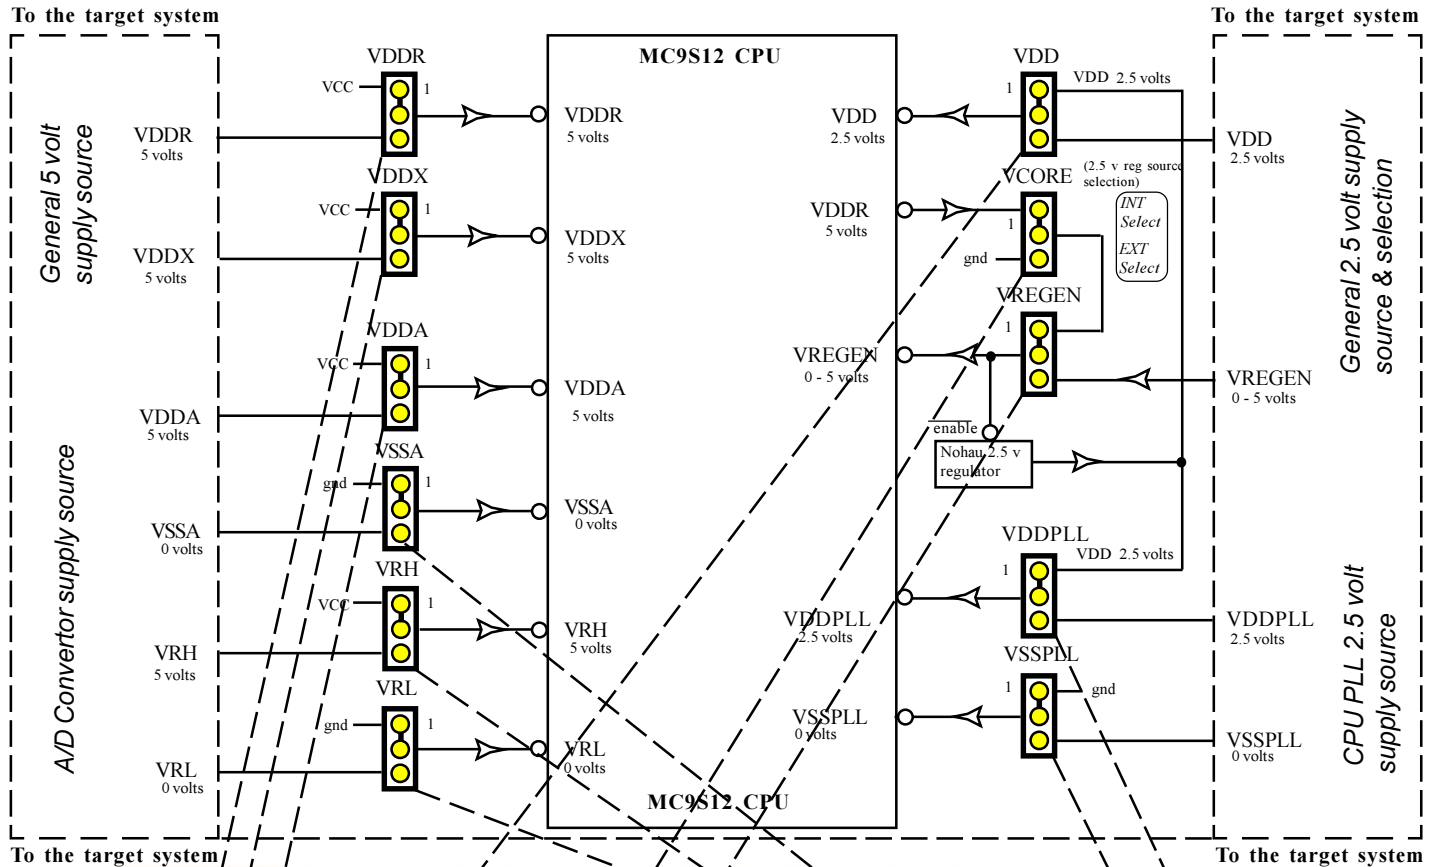 To the target system
To the target system
General 5 volt
supply source
A/D Convertor supply source
VDDR
5 volts
VDDX
5 volts
VDDA
5 volts
VSSA
0 volts
VRH
5 volts
VRL
0 volts
VDDR
VCC
1
VDDX
VCC
1
VDDA
VCC
1
VSSA
gnd
1
VRH
VCC
1
VRL
gnd
1
MC9S12 CPU
VDDR
5 volts
VDDX
5 volts
VDDA
5 volts
VSSA
0 volts
VRH
5 volts
VRL
0 volts
VDD
2.5 volts
VDDR
5 volts
VREGEN
0 - 5 volts
VDDPLL
2.5 volts
VSSPLL
0 volts
MC9S12 CPU
VDD
1
VDD 2.5 volts
VCORE
(2.5 v reg source
selection)
1
gnd
INT
Select
EXT
Select
VREGEN
1
enable
Nohau 2.5 v
regulator
VDDPLL
1
VDD 2.5 volts
VSSPLL
1
gnd
VDD
2.5 volts
VREGEN
0 - 5 volts
VDDPLL
2.5 volts
VSSPLL
0 volts
General 2.5 volt supply
source & selection
CPU PLL 2.5 volt
supply source
To the target system
To the target system